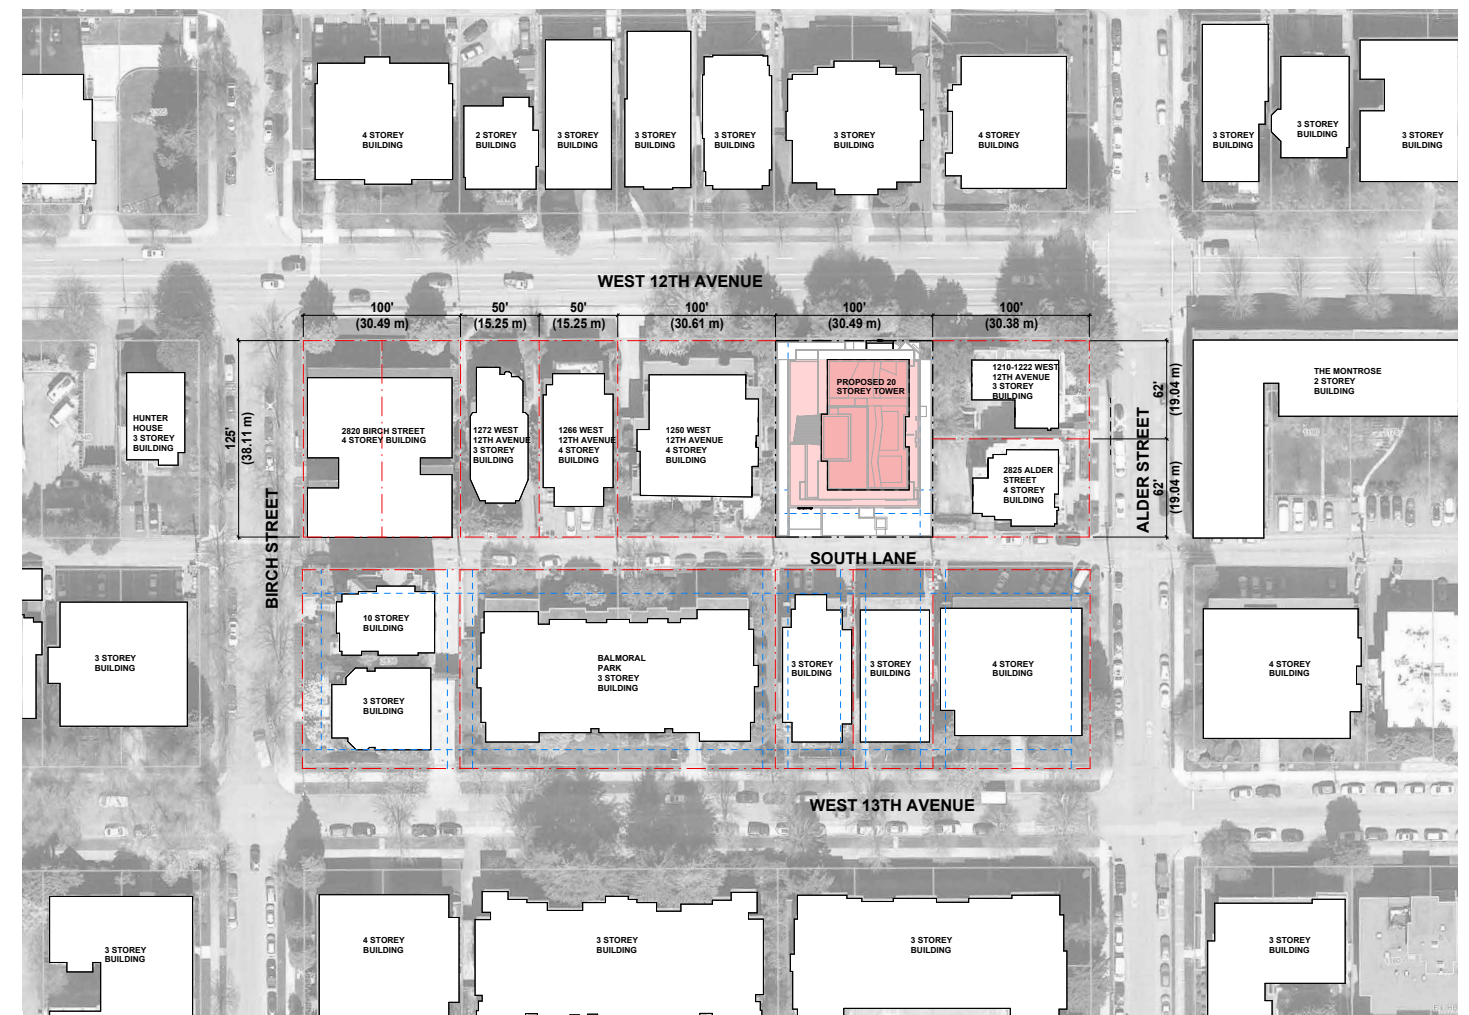 4 STOREY
BUILDING
2 STOREY
BUILDING
3 STOREY
BUILDING
3 STOREY
BUILDING
3 STOREY
BUILDING
3 STOREY
BUILDING
4 STOREY
BUILDING
3 STOREY
BUILDING
3 STOREY
BUILDING
3 STOREY
BUILDING
WEST 12TH AVENUE
100'
(30.49 m)
50'
(15.25 m)
50'
(15.25 m)
100'
(30.61 m)
100'
(30.49 m)
100'
(30.38 m)
125'
(38.11 m)
62'
(19.04 m)
62'
(19.04 m)
HUNTER
HOUSE
3 STOREY
BUILDING
2820 BIRCH STREET
4 STOREY BUILDING
1272 WEST
12TH AVENUE
3 STOREY
BUILDING
1266 WEST
12TH AVENUE
4 STOREY
BUILDING
1250 WEST
12TH AVENUE
4 STOREY
BUILDING
PROPOSED 20
STOREY TOWER
1210-1222 WEST
12TH AVENUE
3 STOREY
BUILDING
2825 ALDER
STREET
4 STOREY
BUILDING
THE MONTROSE
2 STOREY
BUILDING
BIRCH STREET
ALDER STREET
SOUTH LANE
3 STOREY
BUILDING
10 STOREY
BUILDING
3 STOREY
BUILDING
BALMORAL
PARK
3 STOREY
BUILDING
3 STOREY
BUILDING
3 STOREY
BUILDING
4 STOREY
BUILDING
4 STOREY
BUILDING
WEST 13TH AVENUE
3 STOREY
BUILDING
4 STOREY
BUILDING
3 STOREY
BUILDING
3 STOREY
BUILDING
3 STOREY
BUILDING